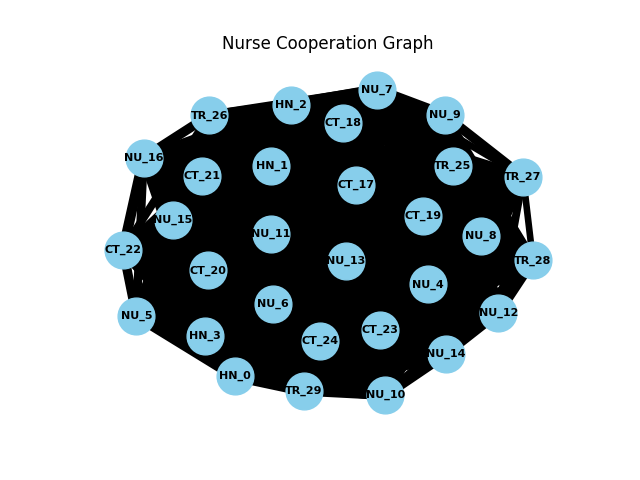 Nurse Cooperation Graph
NU_7
HN_2
TR_26
NU_9
CT_18
NU_16
HN_1
TR_25
CT_21
TR_27
CT_17
NU_15
CT_19
NU_11
NU_8
CT_22
NU_13
TR_28
CT_20
NU_4
NU_6
NU_12
NU_5
CT_23
HN_3
CT_24
NU_14
HN_0
TR_29
NU_10